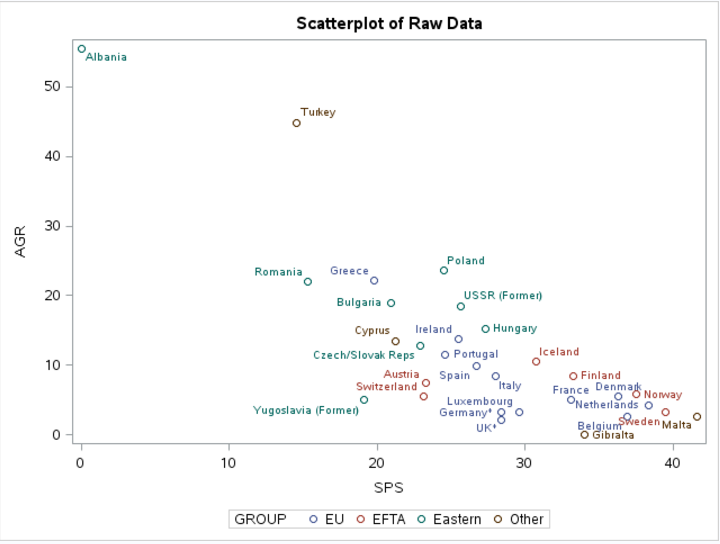 Scatterplot of Raw Data
Albania
50
Turkey
40
AGR
30
Poland
Romania
Greece
USSR (Former)
20
Bulgaria
Cyprus
Ireland
Hungary
Czech/Slovak Reps
Portugal
Iceland
10
Austria
Spain
Finland
Switzerland
Italy
France
Denmark
Norway
Yugoslavia (Former)
Luxembourg
Netherlands
Germany*
UK*
Belgium
Sweden
Malta
0
Gibralta
0 10 20 30 40
SPS
GROUP EU EFTA Eastern Other